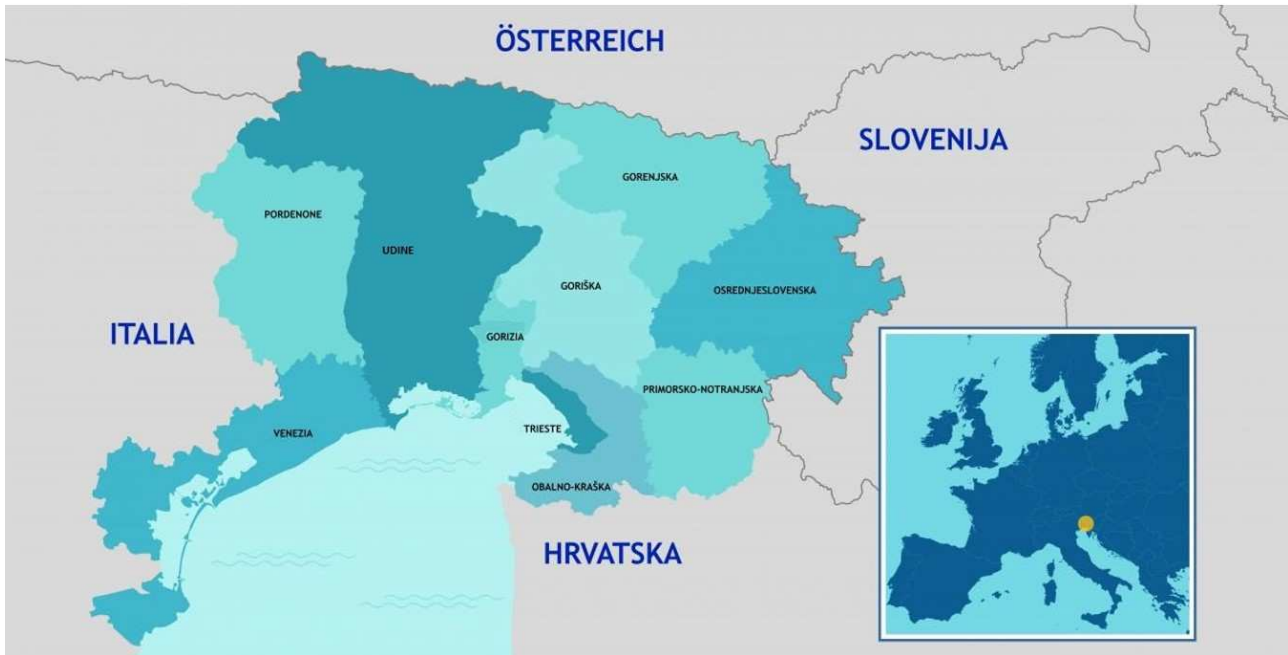 ÖSTERREICH
SLOVENIJA
GORENJSKA
PORDENONE
UDINE
GORIŠKA
OSREDNJESLOVENSKA
ITALIA
GORIZIA
PRIMORSKO-NOTRANJSKA
TRIESTE
VENEZIA
OBALNO-KRAŠKA
HRVATSKA